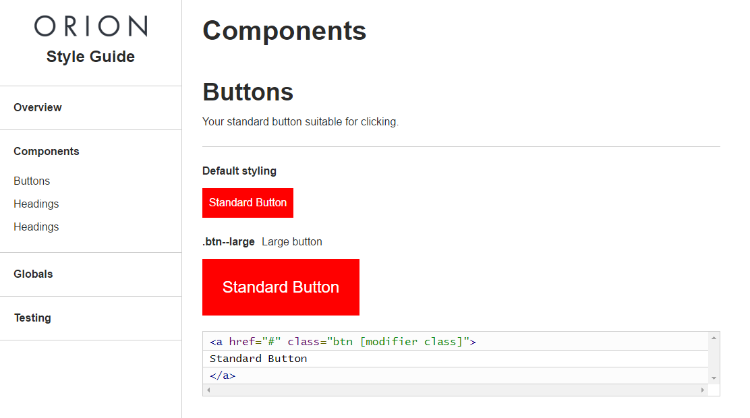 ORION
Style Guide
Overview
Components
Buttons
Headings
Headings
Globals
Testing
Components
Buttons
Your standard button suitable for clicking.
Default styling
Standard Button
.btn--large Large button
Standard Button
<a href="#" class="btn [modifier class]">
Standard Button
</a>